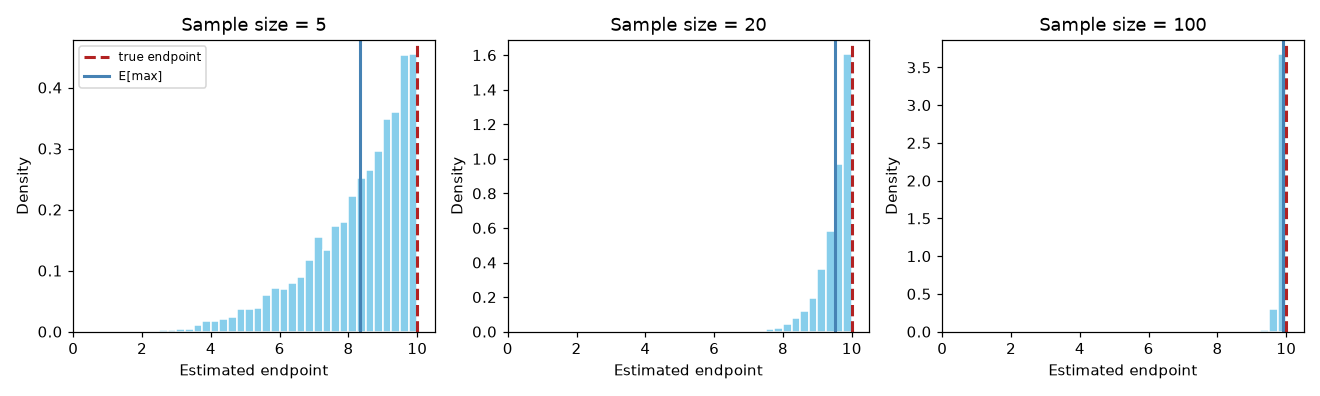 Sample size = 5
true endpoint
E[max]
0.4
0.3
0.2
0.1
0.0
Density
0 2 4 6 8 10
Estimated endpoint
Sample size = 20
1.6
1.4
1.2
1.0
0.8
0.6
0.4
0.2
0.0
Density
0 2 4 6 8 10
Estimated endpoint
Sample size = 100
3.5
3.0
2.5
2.0
1.5
1.0
0.5
0.0
Density
0 2 4 6 8 10
Estimated endpoint